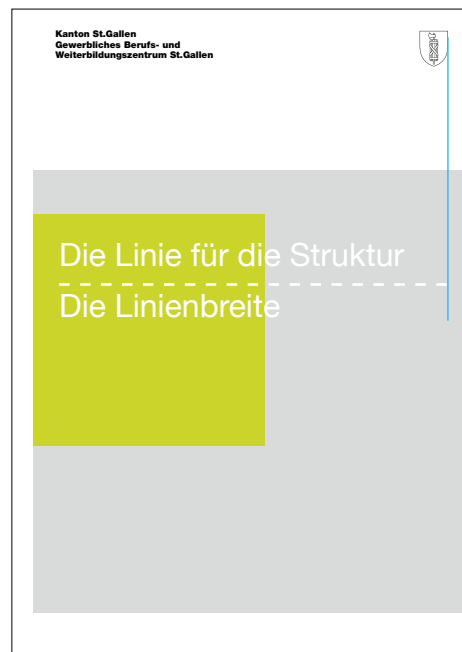 Kanton St.Gallen
Gewerbliches Berufs- und
Weiterbildungszentrum St.Gallen
Die Linie für die Struktur
Die Linienbreite